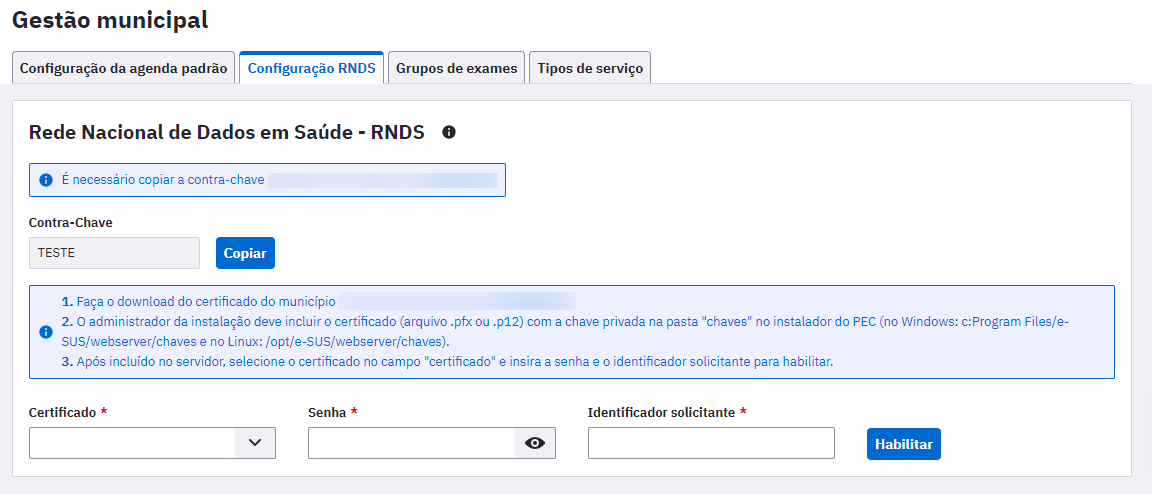 Gestão municipal
Configuração da agenda padrão
Configuração RNDS
Grupos de exames
Tipos de serviço
Rede Nacional de Dados em Saúde - RNDS
É necessário copiar a contra-chave
Contra-Chave
TESTE
Copiar
1. Faça o download do certificado do município
2. O administrador da instalação deve incluir o certificado (arquivo .pfx ou .p12) com a chave privada na pasta "chaves" no instalador do PEC (no Windows: c:Program Files/e-
SUS/webserver/chaves e no Linux: /opt/e-SUS/webserver/chaves).
3. Após incluído no servidor, selecione o certificado no campo "certificado" e insira a senha e o identificador solicitante para habilitar.
Certificado *
Senha *
Identificador solicitante *
Habilitar